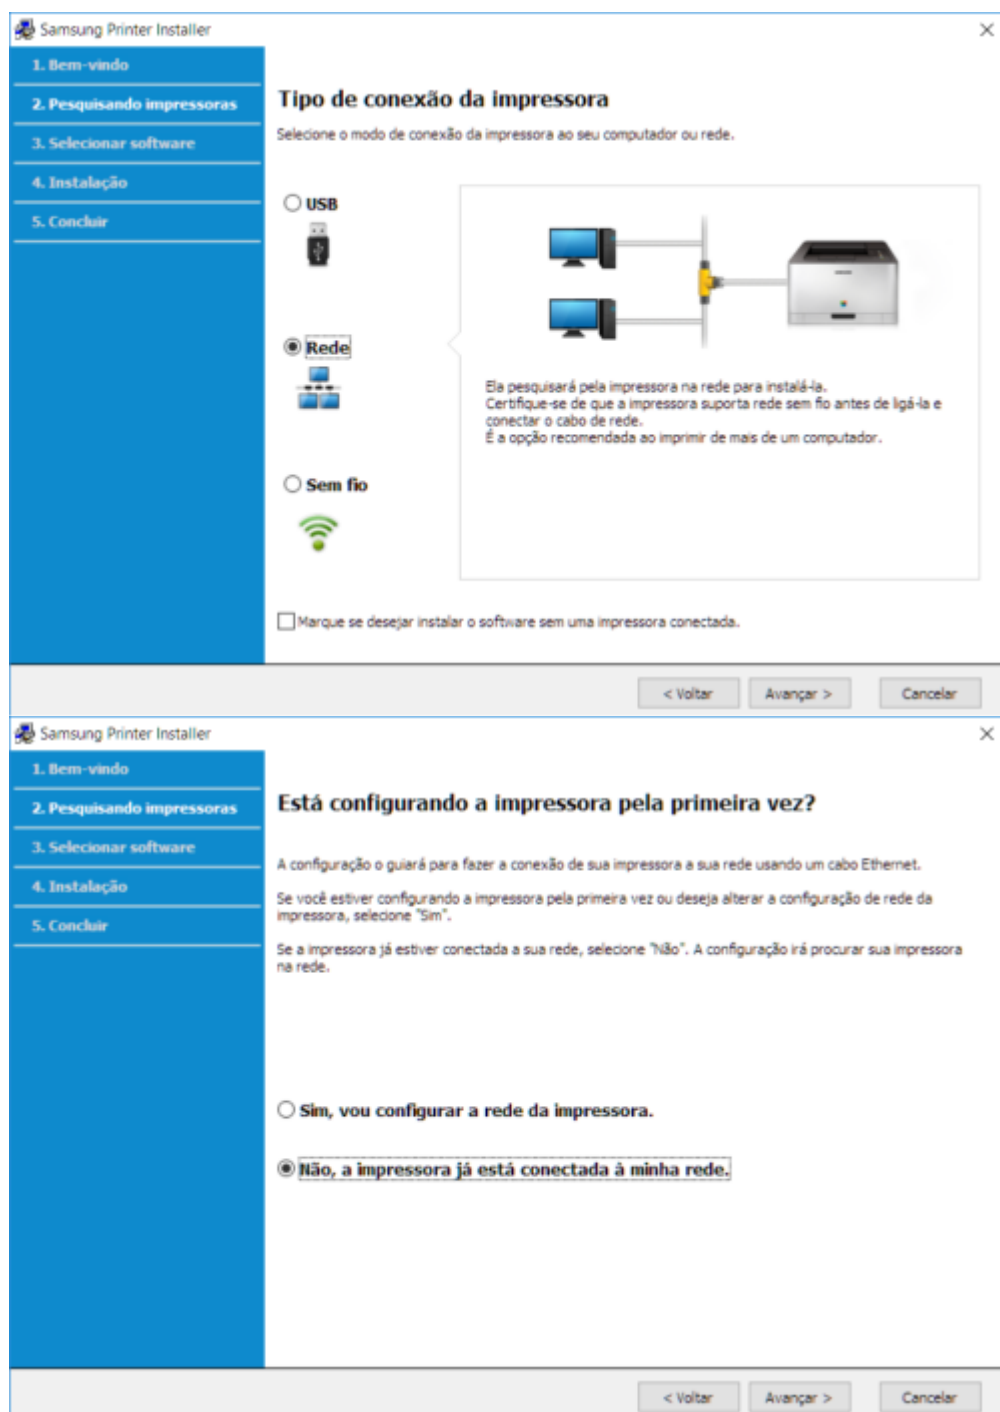 Samsung Printer Installer
1. Bem-vindo
2. Pesquisando impressoras
3. Selecionar software
4. Instalação
5. Concluir
Tipo de conexão da impressora
Selecione o modo de conexão da impressora ao seu computador ou rede.
USB
Rede
Sem fio
Ela pesquisará pela impressora na rede para instalá-la.
Certifique-se de que a impressora suporta rede sem fio antes de ligá-la e
conectar o cabo de rede.
É a opção recomendada ao imprimir de mais de um computador.
Marque se desejar instalar o software sem uma impressora conectada.
< Voltar
Avançar >
Cancelar
Samsung Printer Installer
1. Bem-vindo
2. Pesquisando impressoras
3. Selecionar software
4. Instalação
5. Concluir
Está configurando a impressora pela primeira vez?
A configuração o guiará para fazer a conexão de sua impressora a sua rede usando um cabo Ethernet.
Se você estiver configurando a impressora pela primeira vez ou deseja alterar a configuração de rede da
impressora, selecione "Sim".
Se a impressora já estiver conectada a sua rede, selecione "Não". A configuração irá procurar sua impressora
na rede.
Sim, vou configurar a rede da impressora.
Não, a impressora já está conectada à minha rede.
< Voltar
Avançar >
Cancelar